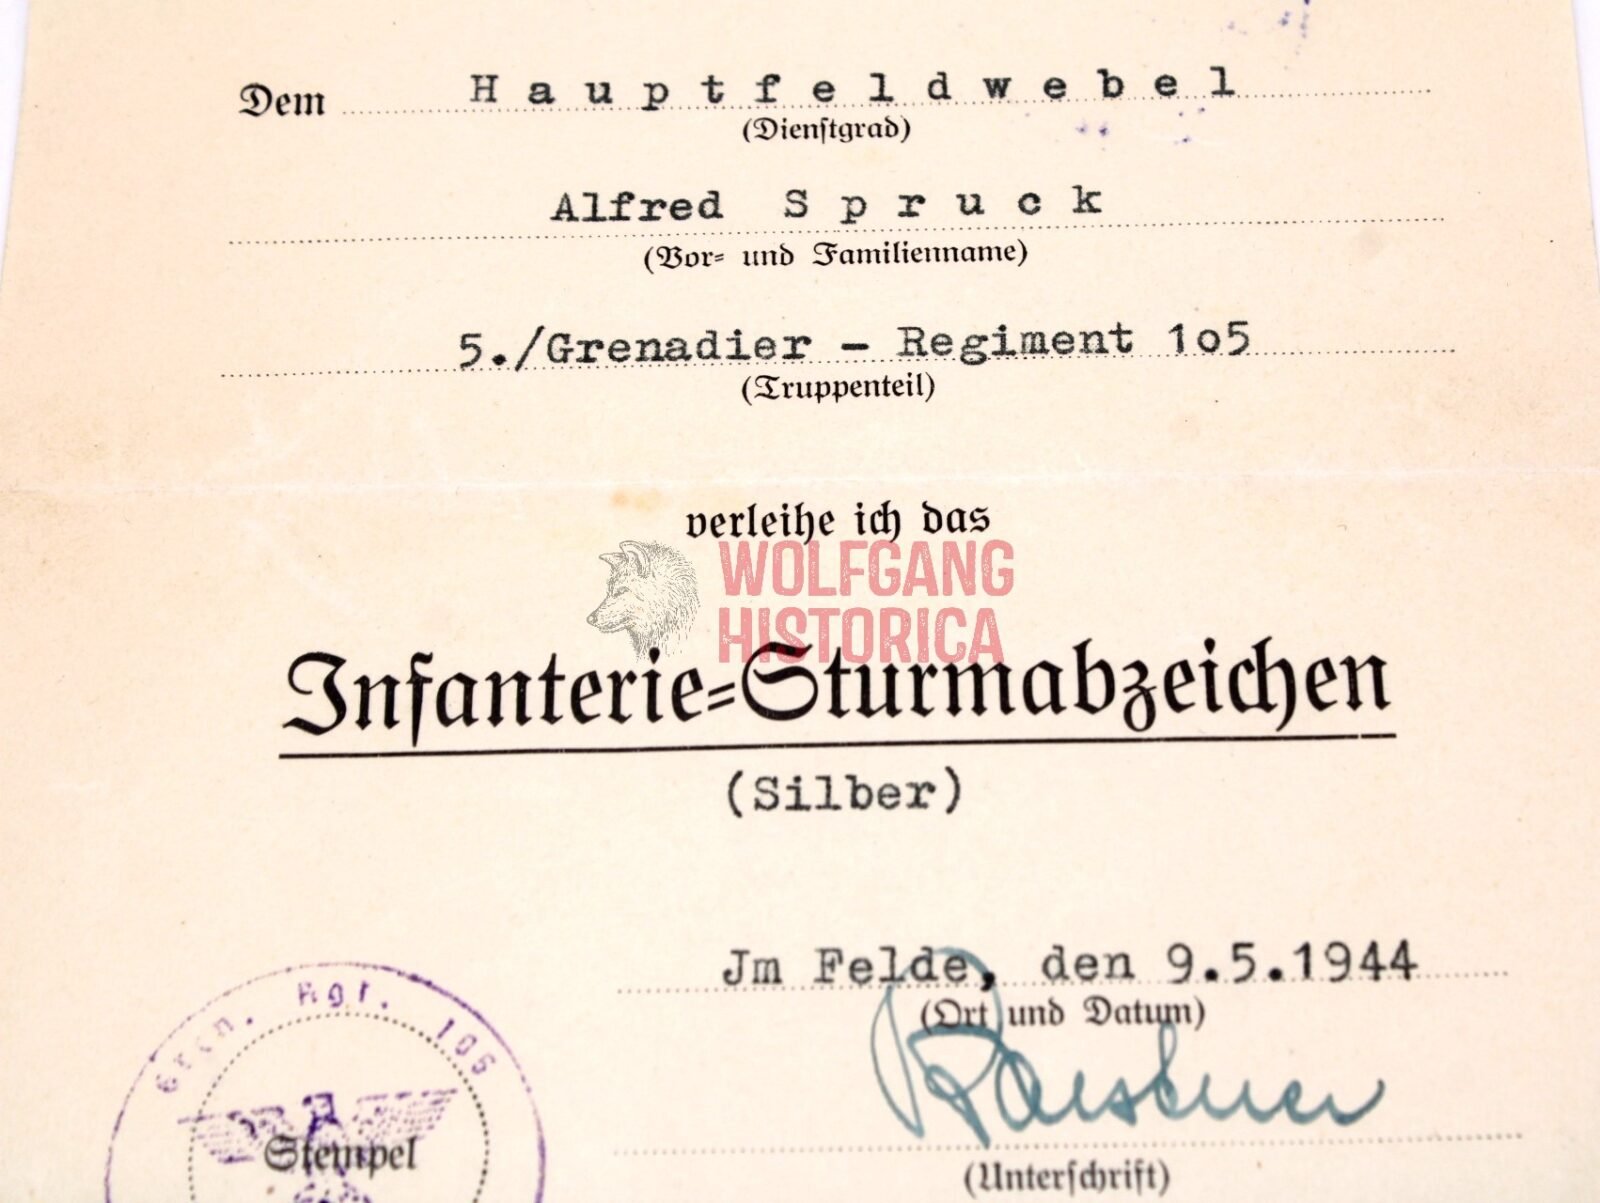 Dem Hauptfeldwebel
(Dienstgrad)
Alfred Spruck
(Vor- und Familienname)
5./Grenadier - Regiment 1o5
(Truppenteil)
verleihe ich das
WOLFGANG
HISTORICA
Infanterie-Sturmabzeichen
(Silber)
Jm Felde, den 9.5.1944
(Ort und Datum)
Gren. Rgt. 105
Stempel
(Unterschrift)